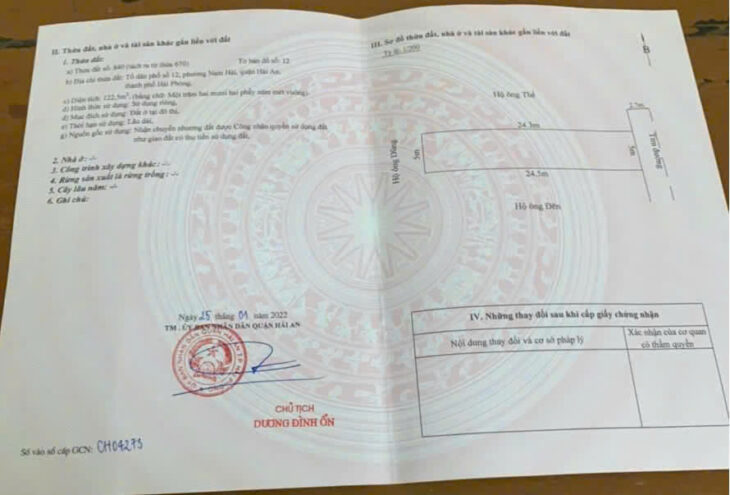 II. Thửa đất, nhà ở và tài sản khác gắn liền với đất
1. Thửa đất:
a) Thửa đất số: 840 (tách ra từ thửa 670) Tờ bản đồ số: 12
b) Địa chỉ thửa đất: Tổ dân phố số 12, phường Nam Hải, quận Hải An,
thành phố Hải Phòng.
c) Diện tích: 122,5m², (bằng chữ: Một trăm hai mươi hai phẩy năm mét vuông),
d) Hình thức sử dụng: Sử dụng riêng,
đ) Mục đích sử dụng: Đất ở tại đô thị,
e) Thời hạn sử dụng: Lâu dài,
g) Nguồn gốc sử dụng: Nhận chuyển nhượng đất được Công nhận quyền sử dụng đất
như giao đất có thu tiền sử dụng đất.
2. Nhà ở: -/-
3. Công trình xây dựng khác: -/-
4. Rừng sản xuất là rừng trồng: -/-
5. Cây lâu năm: -/-
6. Ghi chú:
Ngày 25 tháng 01 năm 2022
TM. ỦY BAN NHÂN DÂN QUẬN HẢI AN
CHỦ TỊCH
DƯƠNG ĐÌNH ỔN
Số vào sổ cấp GCN: CH04273
III. Sơ đồ thửa đất, nhà ở và tài sản khác gắn liền với đất
Tỷ lệ 1/200
B
Hộ ông Thế
2.5m
24.3m
Hộ ông Dũng
5m
5m
Tim đường
24.5m
Hộ ông Đên
IV. Những thay đổi sau khi cấp giấy chứng nhận
Nội dung thay đổi và cơ sở pháp lý
Xác nhận của cơ quan
có thẩm quyền